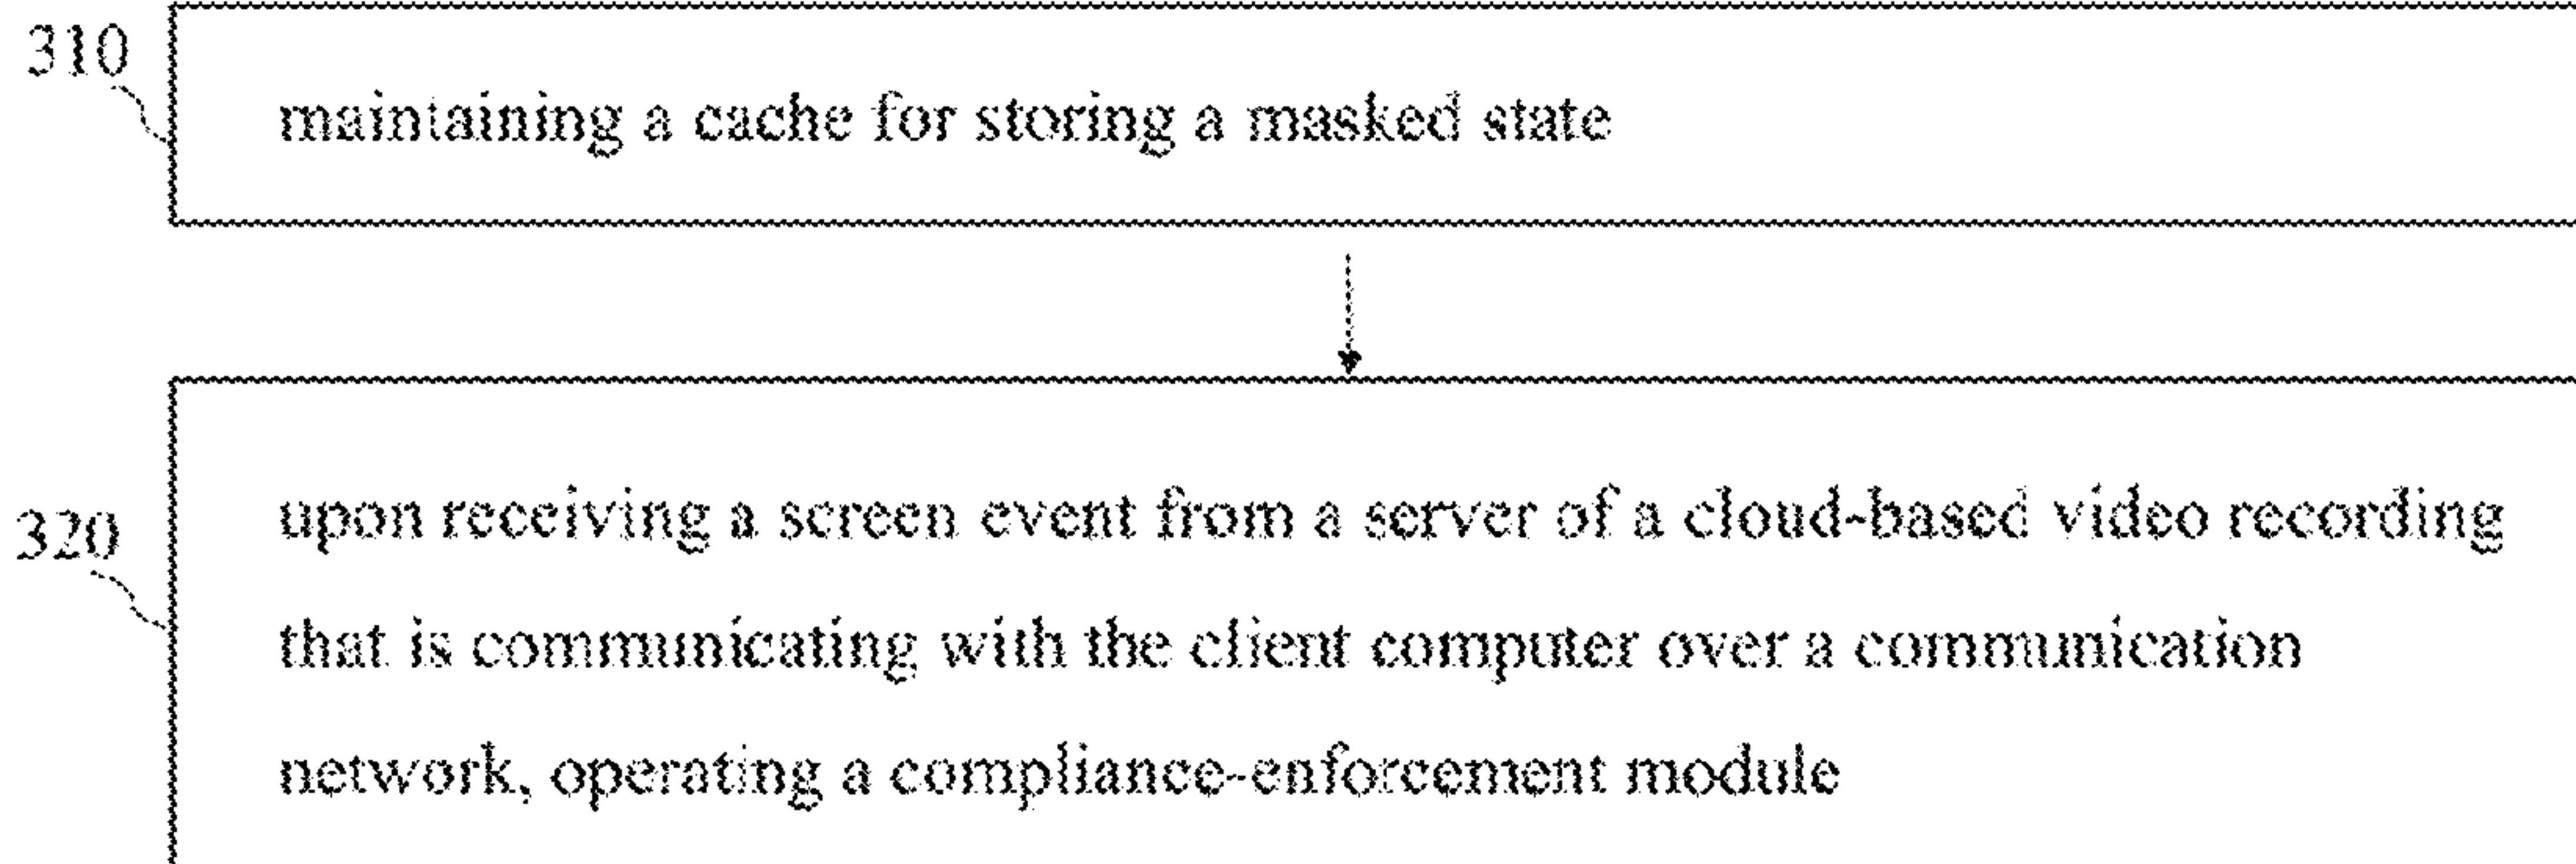 310
maintaining a cache for storing a masked state
320
upon receiving a screen event from a server of a cloud-based video recording
that is communicating with the client computer over a communication
network, operating a compliance-enforcement module